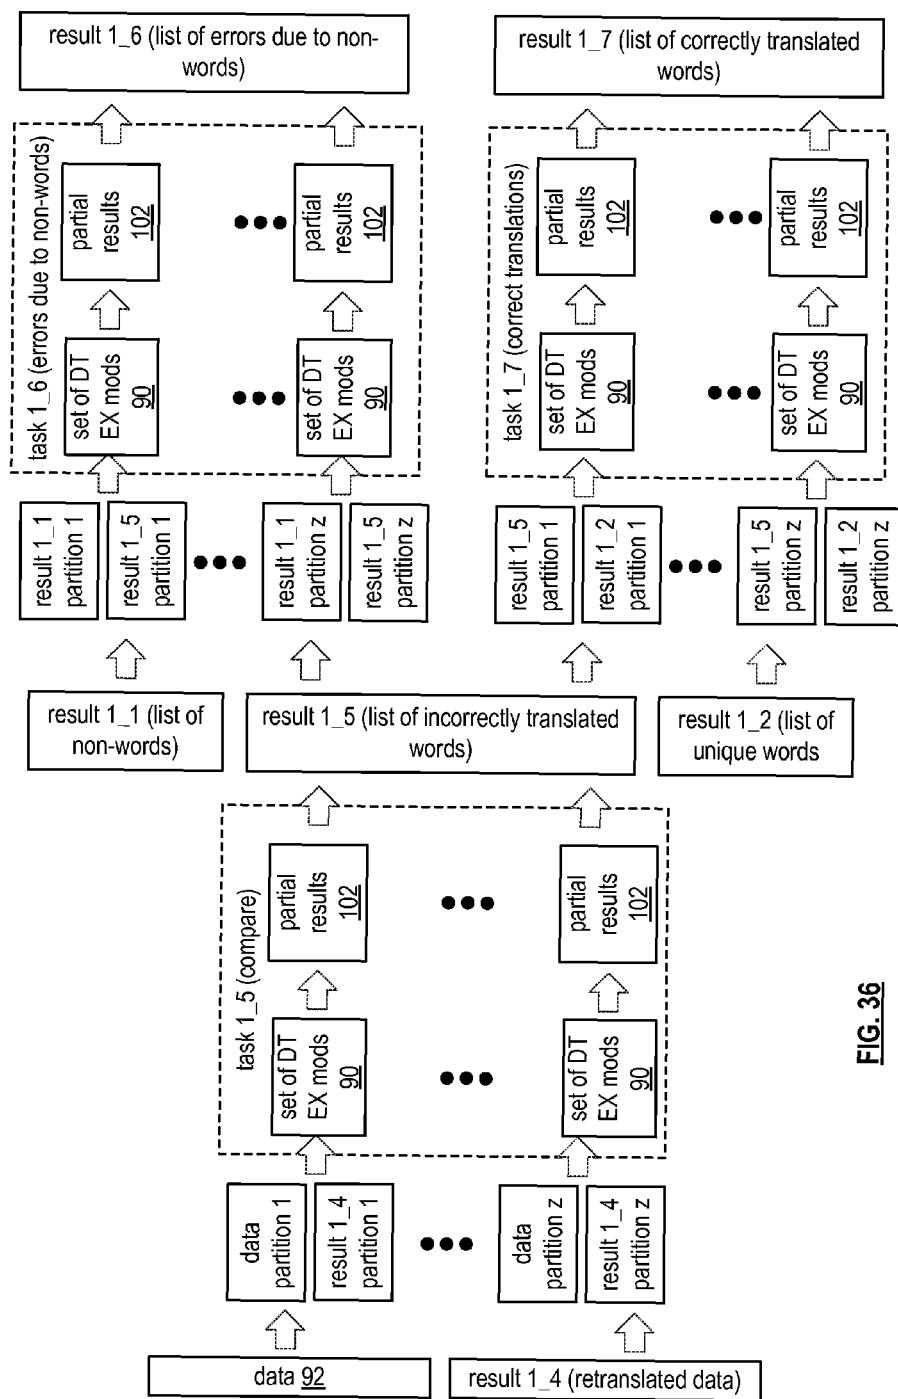 data 92
result 1_4 (retranslated data)
data
partition 1
result 1_4
partition 1
data
partition z
result 1_4
partition z
task 1_5 (compare)
set of DT
EX mods
90
partial
results
102
set of DT
EX mods
90
partial
results
102
result 1_1 (list of
non-words)
result 1_5 (list of incorrectly translated
words)
result 1_2 (list of
unique words
result 1_1
partition 1
result 1_5
partition 1
result 1_1
partition z
result 1_5
partition z
task 1_6 (errors due to non-words)
set of DT
EX mods
90
partial
results
102
set of DT
EX mods
90
partial
results
102
result 1_6 (list of errors due to non-
words)
result 1_5
partition 1
result 1_2
partition 1
result 1_5
partition z
result 1_2
partition z
task 1_7 (correct translations)
set of DT
EX mods
90
partial
results
102
set of DT
EX mods
90
partial
results
102
result 1_7 (list of correctly translated
words)
FIG. 36